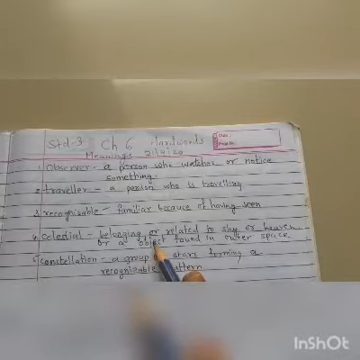 Std-3 Ch 6 Hardwords
Meanings
1. Observer - a person who watches or notice
something
2. traveller - a person who is travelling
3. recognisable - familiar because of having seen
4. celestial - belonging or related to sky or heaven
Or an object found in outer space
5. constellation - a group stars forming a
recognisable pattern
InShOt